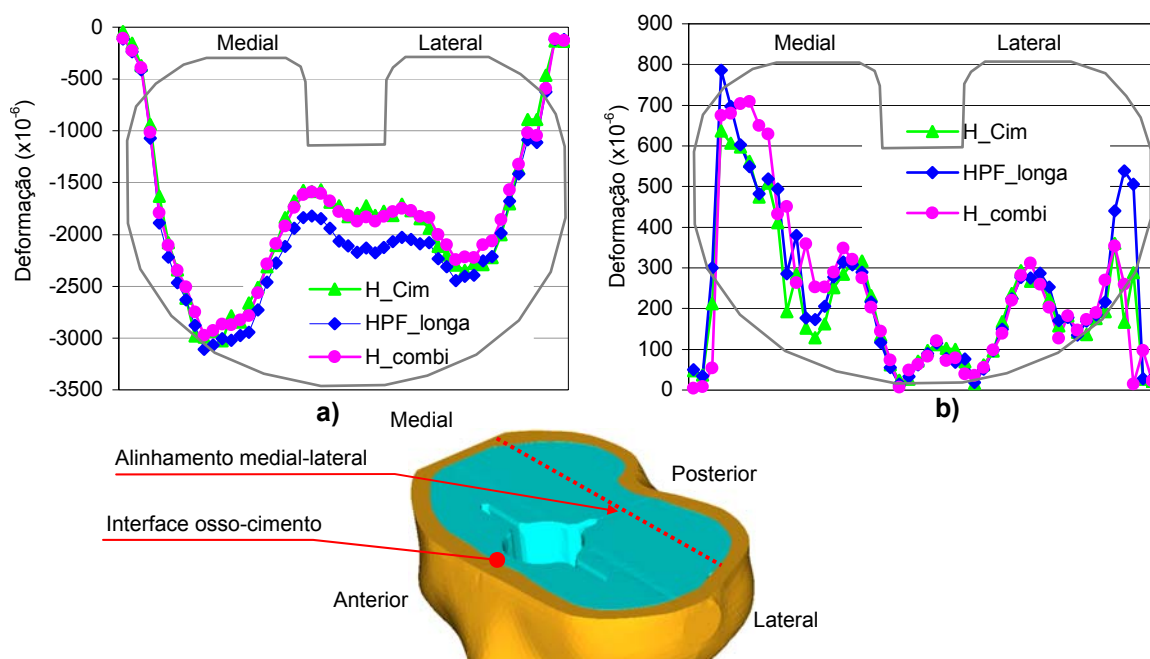 0
-500
-1000
-1500
-2000
-2500
-3000
-3500
Deformação (x10⁻⁶)
Medial
Lateral
H_Cim
HPF_longa
H_combi
a)
900
800
700
600
500
400
300
200
100
0
Deformação (x10⁻⁶)
Medial
Lateral
H_Cim
HPF_longa
H_combi
b)
Medial
Alinhamento medial-lateral
Posterior
Interface osso-cimento
Anterior
Lateral